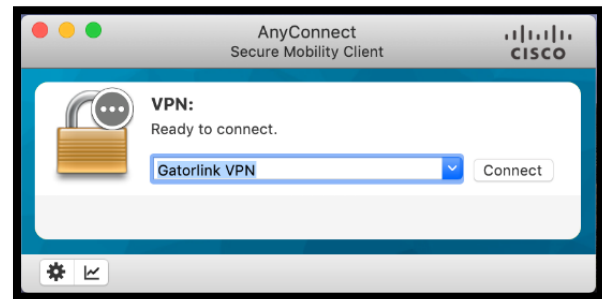 AnyConnect
Secure Mobility Client
CISCO
VPN:
Ready to connect.
Gatorlink VPN
Connect